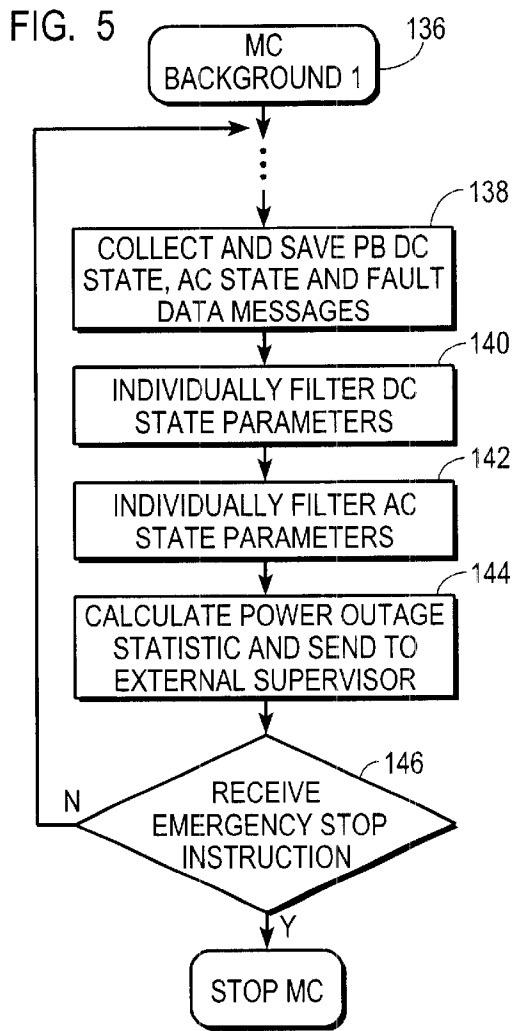 FIG. 5
MC
BACKGROUND 1
136
138
COLLECT AND SAVE PB DC
STATE, AC STATE AND FAULT
DATA MESSAGES
140
INDIVIDUALLY FILTER DC
STATE PARAMETERS
142
INDIVIDUALLY FILTER AC
STATE PARAMETERS
144
CALCULATE POWER OUTAGE
STATISTIC AND SEND TO
EXTERNAL SUPERVISOR
146
N
RECEIVE
EMERGENCY STOP
INSTRUCTION
Y
STOP MC